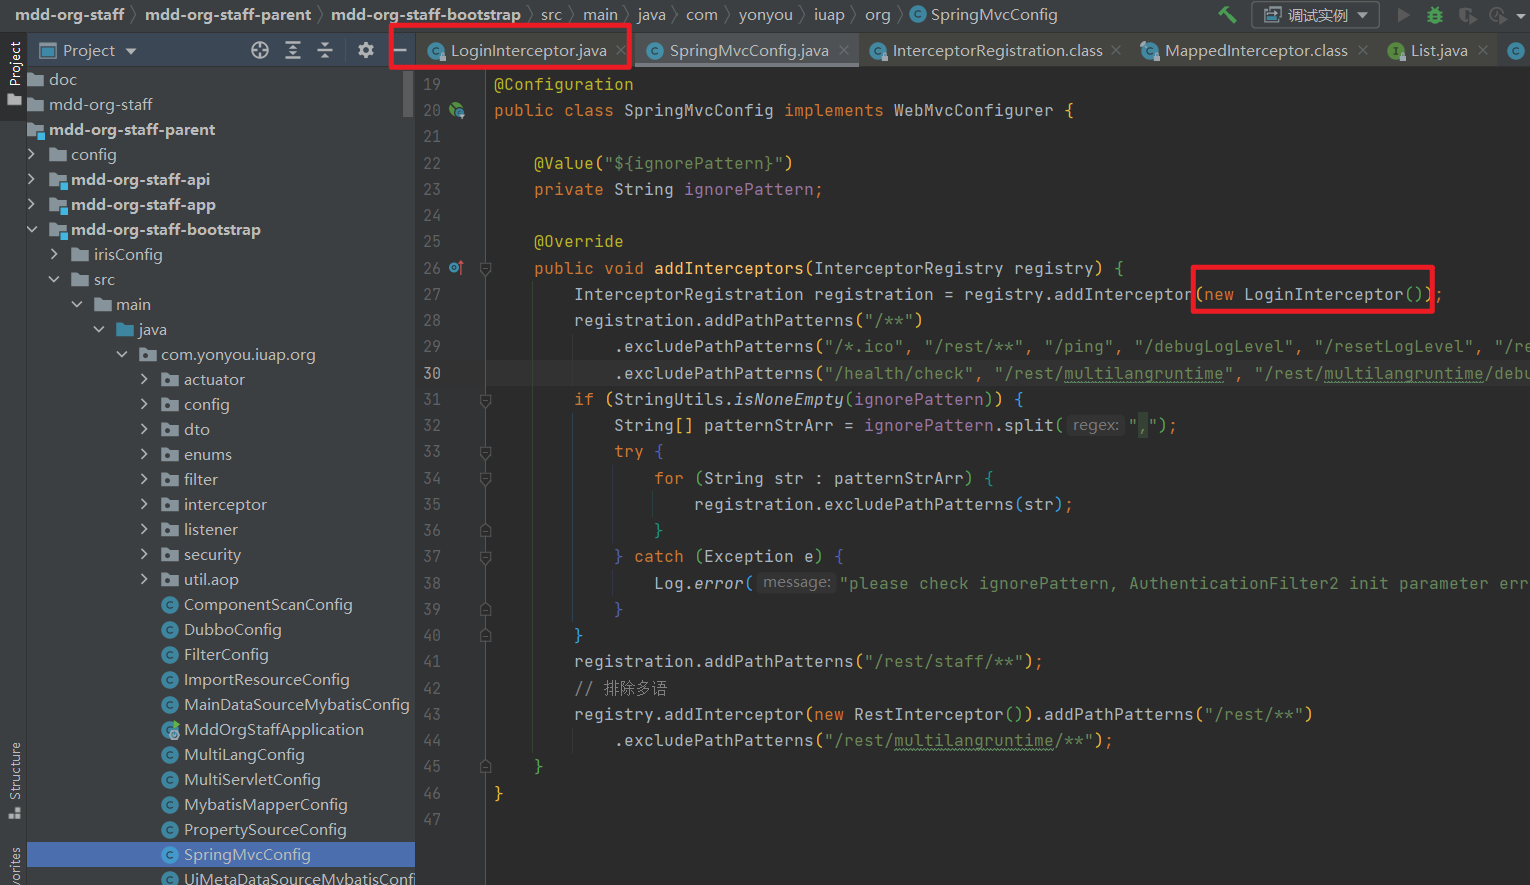 mdd-org-staff mdd-org-staff-parent mdd-org-staff-bootstrap src main java com yonyou iuap org SpringMvcConfig
调试实例
Project
LoginInterceptor.java SpringMvcConfig.java InterceptorRegistration.class MappedInterceptor.class List.java
Project
doc
mdd-org-staff
mdd-org-staff-parent
config
mdd-org-staff-api
mdd-org-staff-app
mdd-org-staff-bootstrap
irisConfig
src
main
java
com.yonyou.iuap.org
actuator
config
dto
enums
filter
interceptor
listener
security
util.aop
ComponentScanConfig
DubboConfig
FilterConfig
ImportResourceConfig
MainDataSourceMybatisConfig
MddOrgStaffApplication
MultiLangConfig
MultiServletConfig
MybatisMapperConfig
PropertySourceConfig
SpringMvcConfig
UiMetaDataSourceMybatisConf
Structure
vorites
19 @Configuration
20 public class SpringMvcConfig implements WebMvcConfigurer {
21
22 @Value("${ignorePattern}")
23 private String ignorePattern;
24
25 @Override
26 public void addInterceptors(InterceptorRegistry registry) {
27 InterceptorRegistration registration = registry.addInterceptor(new LoginInterceptor());
28 registration.addPathPatterns("/**")
29 .excludePathPatterns("/*.ico", "/rest/**", "/ping", "/debugLogLevel", "/resetLogLevel", "/re
30 .excludePathPatterns("/health/check", "/rest/multilangruntime", "/rest/multilangruntime/debu
31 if (StringUtils.isNoneEmpty(ignorePattern)) {
32 String[] patternStrArr = ignorePattern.split( regex: ",");
33 try {
34 for (String str : patternStrArr) {
35 registration.excludePathPatterns(str);
36 }
37 } catch (Exception e) {
38 Log.error( message: "please check ignorePattern, AuthenticationFilter2 init parameter err
39 }
40 }
41 registration.addPathPatterns("/rest/staff/**");
42 // 排除多语
43 registry.addInterceptor(new RestInterceptor()).addPathPatterns("/rest/**")
44 .excludePathPatterns("/rest/multilangruntime/**");
45 }
46 }
47